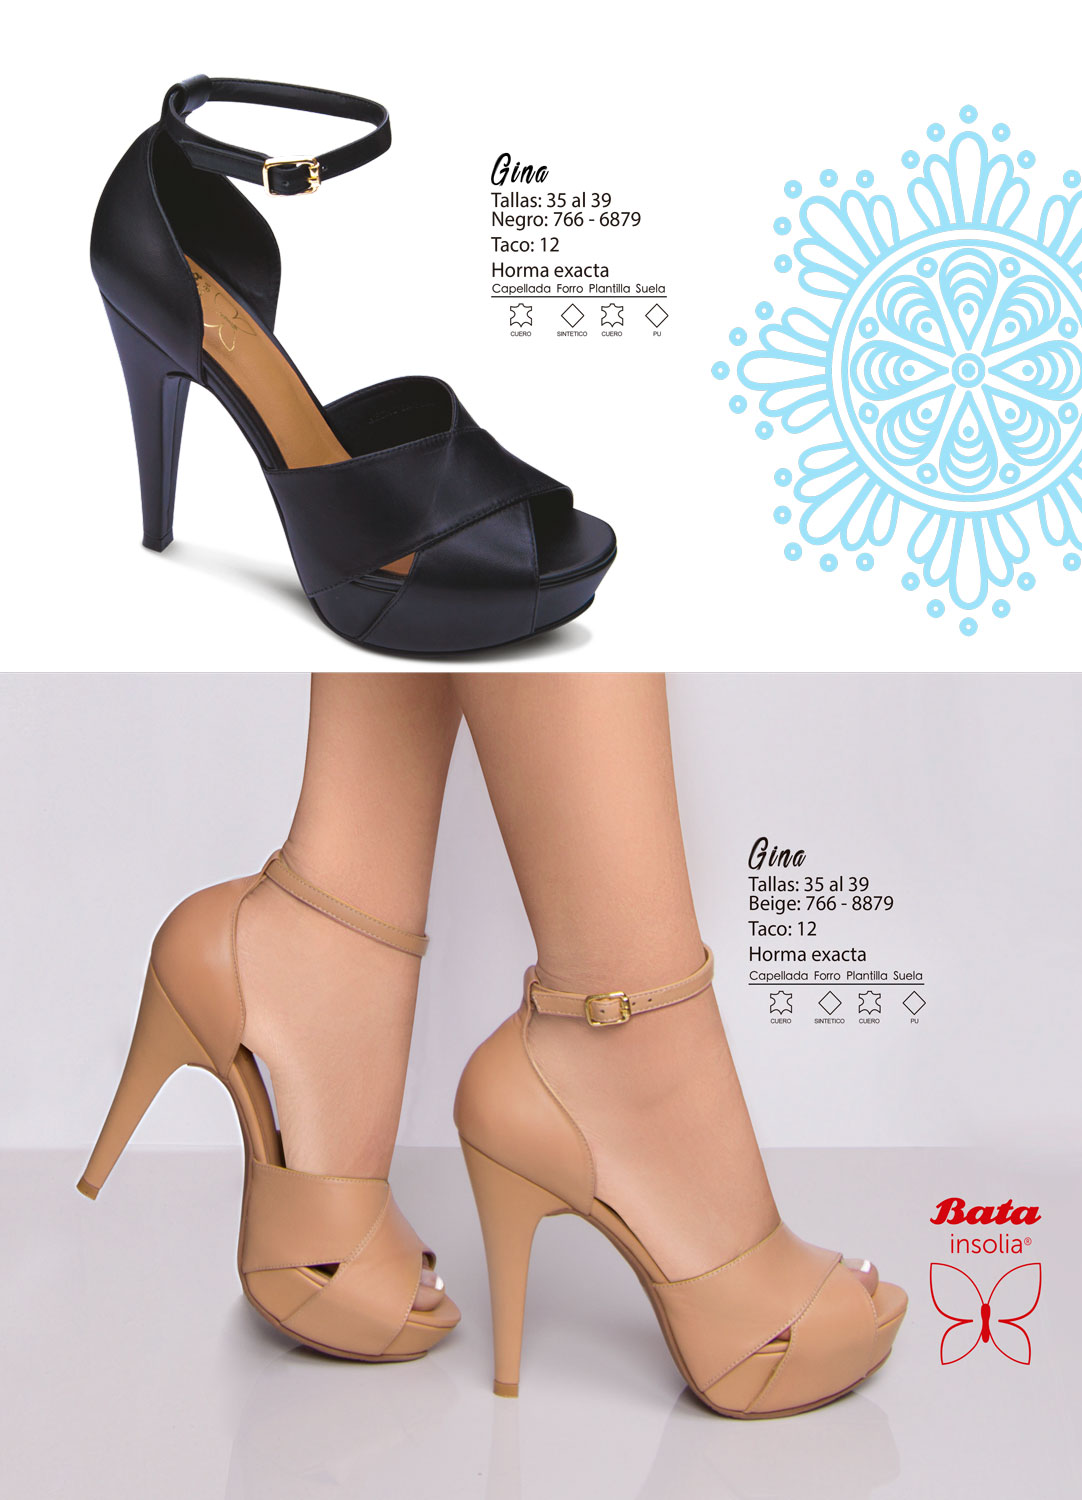 Gina
Tallas: 35 al 39
Negro: 766 - 6879
Taco: 12
Horma exacta
Capellada Forro Plantilla Suela
CUERO SINTETICO CUERO PU
Gina
Tallas: 35 al 39
Beige: 766 - 8879
Taco: 12
Horma exacta
Capellada Forro Plantilla Suela
CUERO SINTETICO CUERO PU
Bata
insolia®